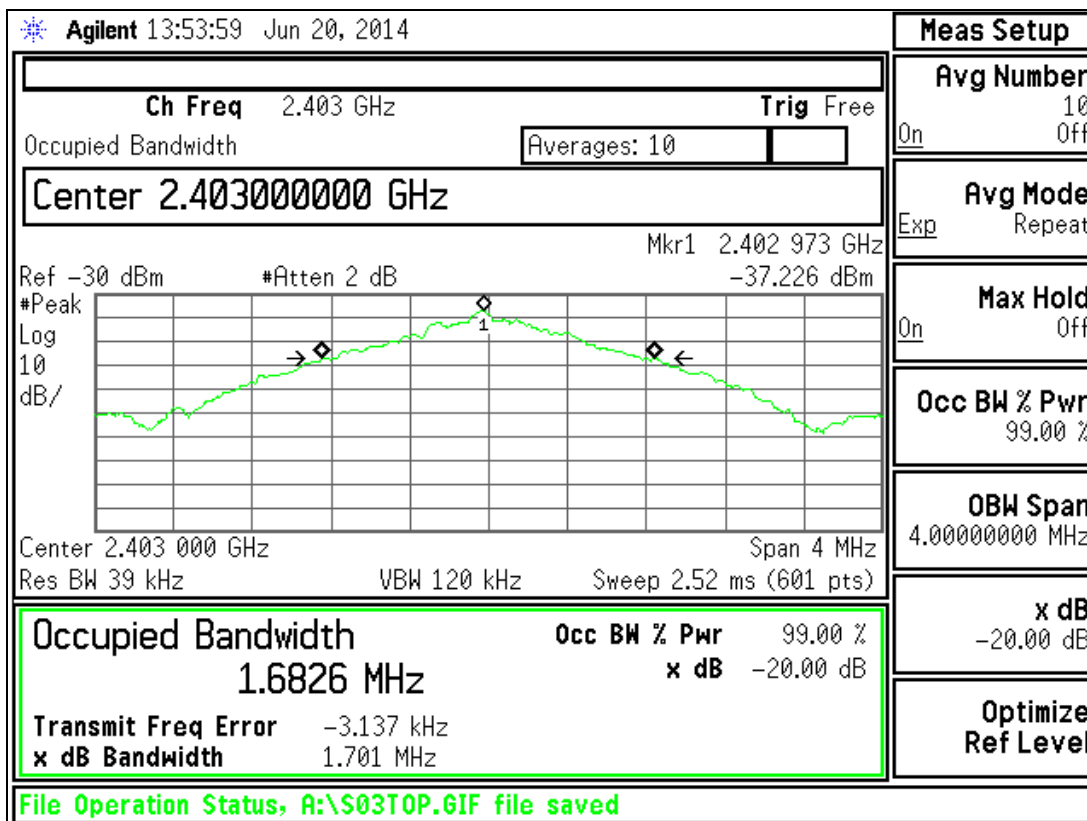 Agilent 13:53:59 Jun 20, 2014
Ch Freq 2.403 GHz Trig Free
Occupied Bandwidth Averages: 10
Center 2.403000000 GHz
Mkr1 2.402 973 GHz
Ref -30 dBm #Atten 2 dB -37.226 dBm
#Peak
Log
10
dB/
1
Center 2.403 000 GHz Span 4 MHz
Res BW 39 kHz VBW 120 kHz Sweep 2.52 ms (601 pts)
Occupied Bandwidth Occ BW % Pwr 99.00 %
1.6826 MHz x dB -20.00 dB
Transmit Freq Error -3.137 kHz
x dB Bandwidth 1.701 MHz
File Operation Status, A:\S03TOP.GIF file saved
Meas Setup
Avg Number
10
On Off
Avg Mode
Exp Repeat
Max Hold
On Off
Occ BW % Pwr
99.00 %
OBW Span
4.00000000 MHz
x dB
-20.00 dB
Optimize
Ref Level